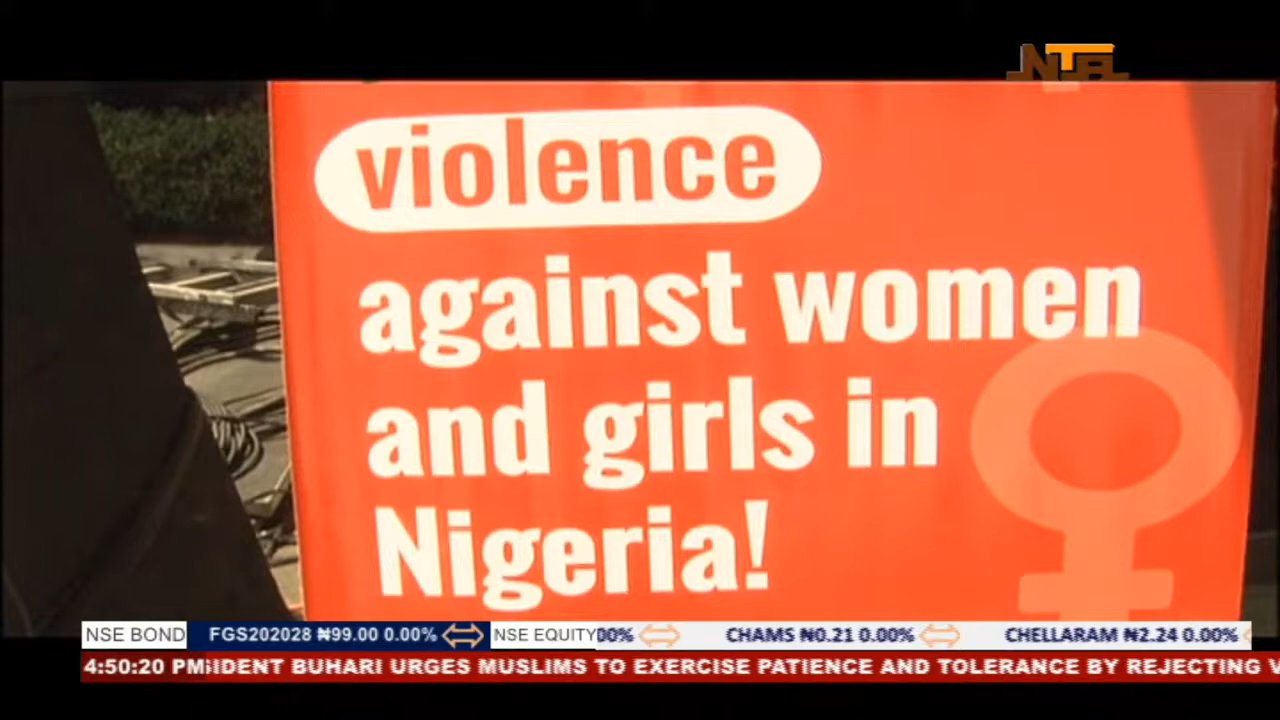 NTA
violence
against women
and girls in
Nigeria!
NSE BOND FGS202028 ₦99.00 0.00% NSE EQUITY 00% CHAMS ₦0.21 0.00% CHELLARAM ₦2.24 0.00%
4:50:20 PM SIDENT BUHARI URGES MUSLIMS TO EXERCISE PATIENCE AND TOLERANCE BY REJECTING V